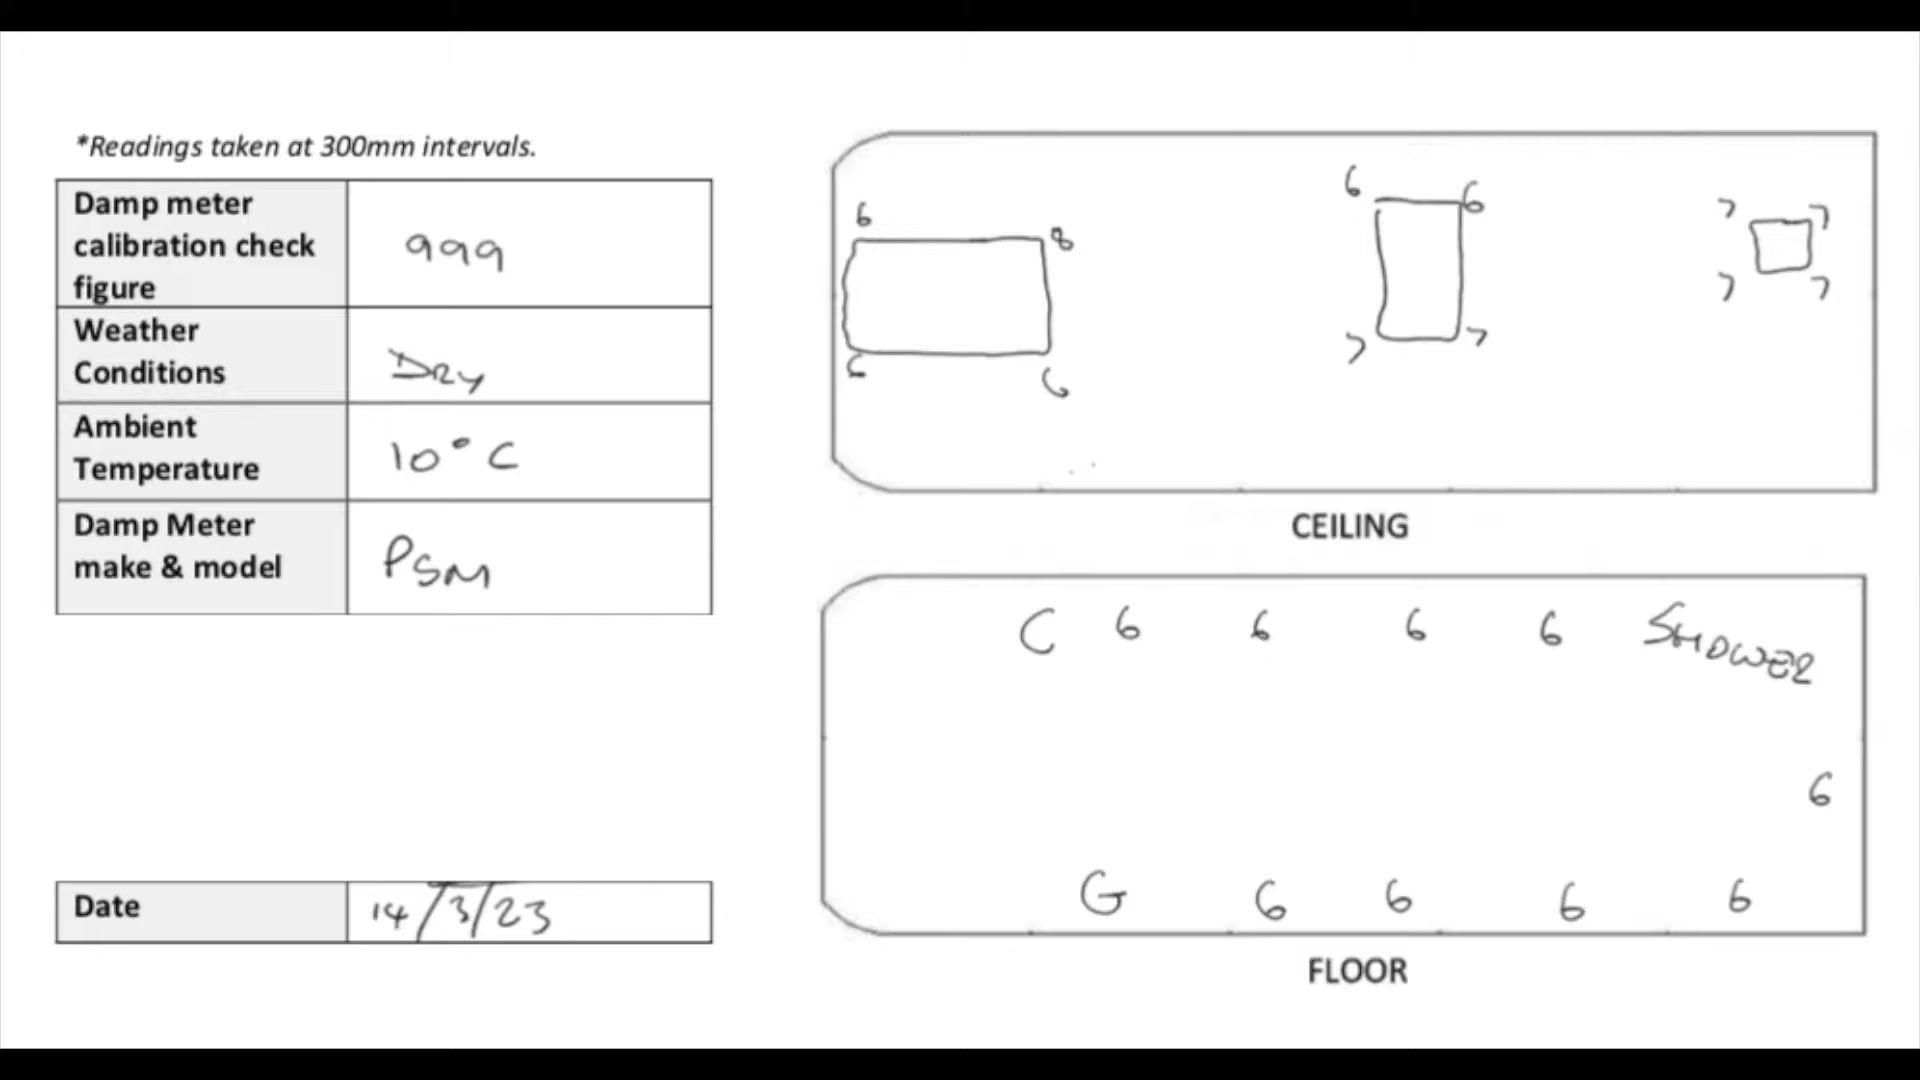 *Readings taken at 300mm intervals.
Damp meter
calibration check
figure
999
Weather
Conditions
DRY
Ambient
Temperature
10°C
Damp Meter
make & model
PSM
Date
14/3/23
6 8
6 6
6 6
7 7
7 7
7 7
CEILING
C 6 6 6 6 SHOWER
6
G 6 6 6 6
FLOOR